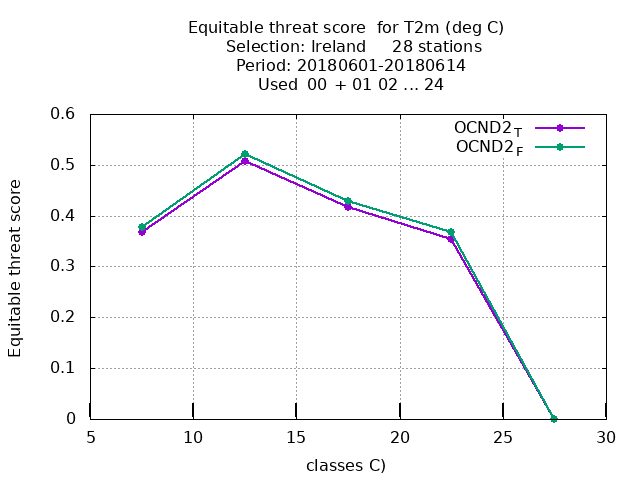 Equitable threat score  for T2m (deg C)
Selection: Ireland     28 stations
Period: 20180601-20180614
Used  00  + 01 02 ... 24
Equitable threat score
0.6
0.5
0.4
0.3
0.2
0.1
0
OCND2T
OCND2F
5
10
15
20
25
30
classes C)